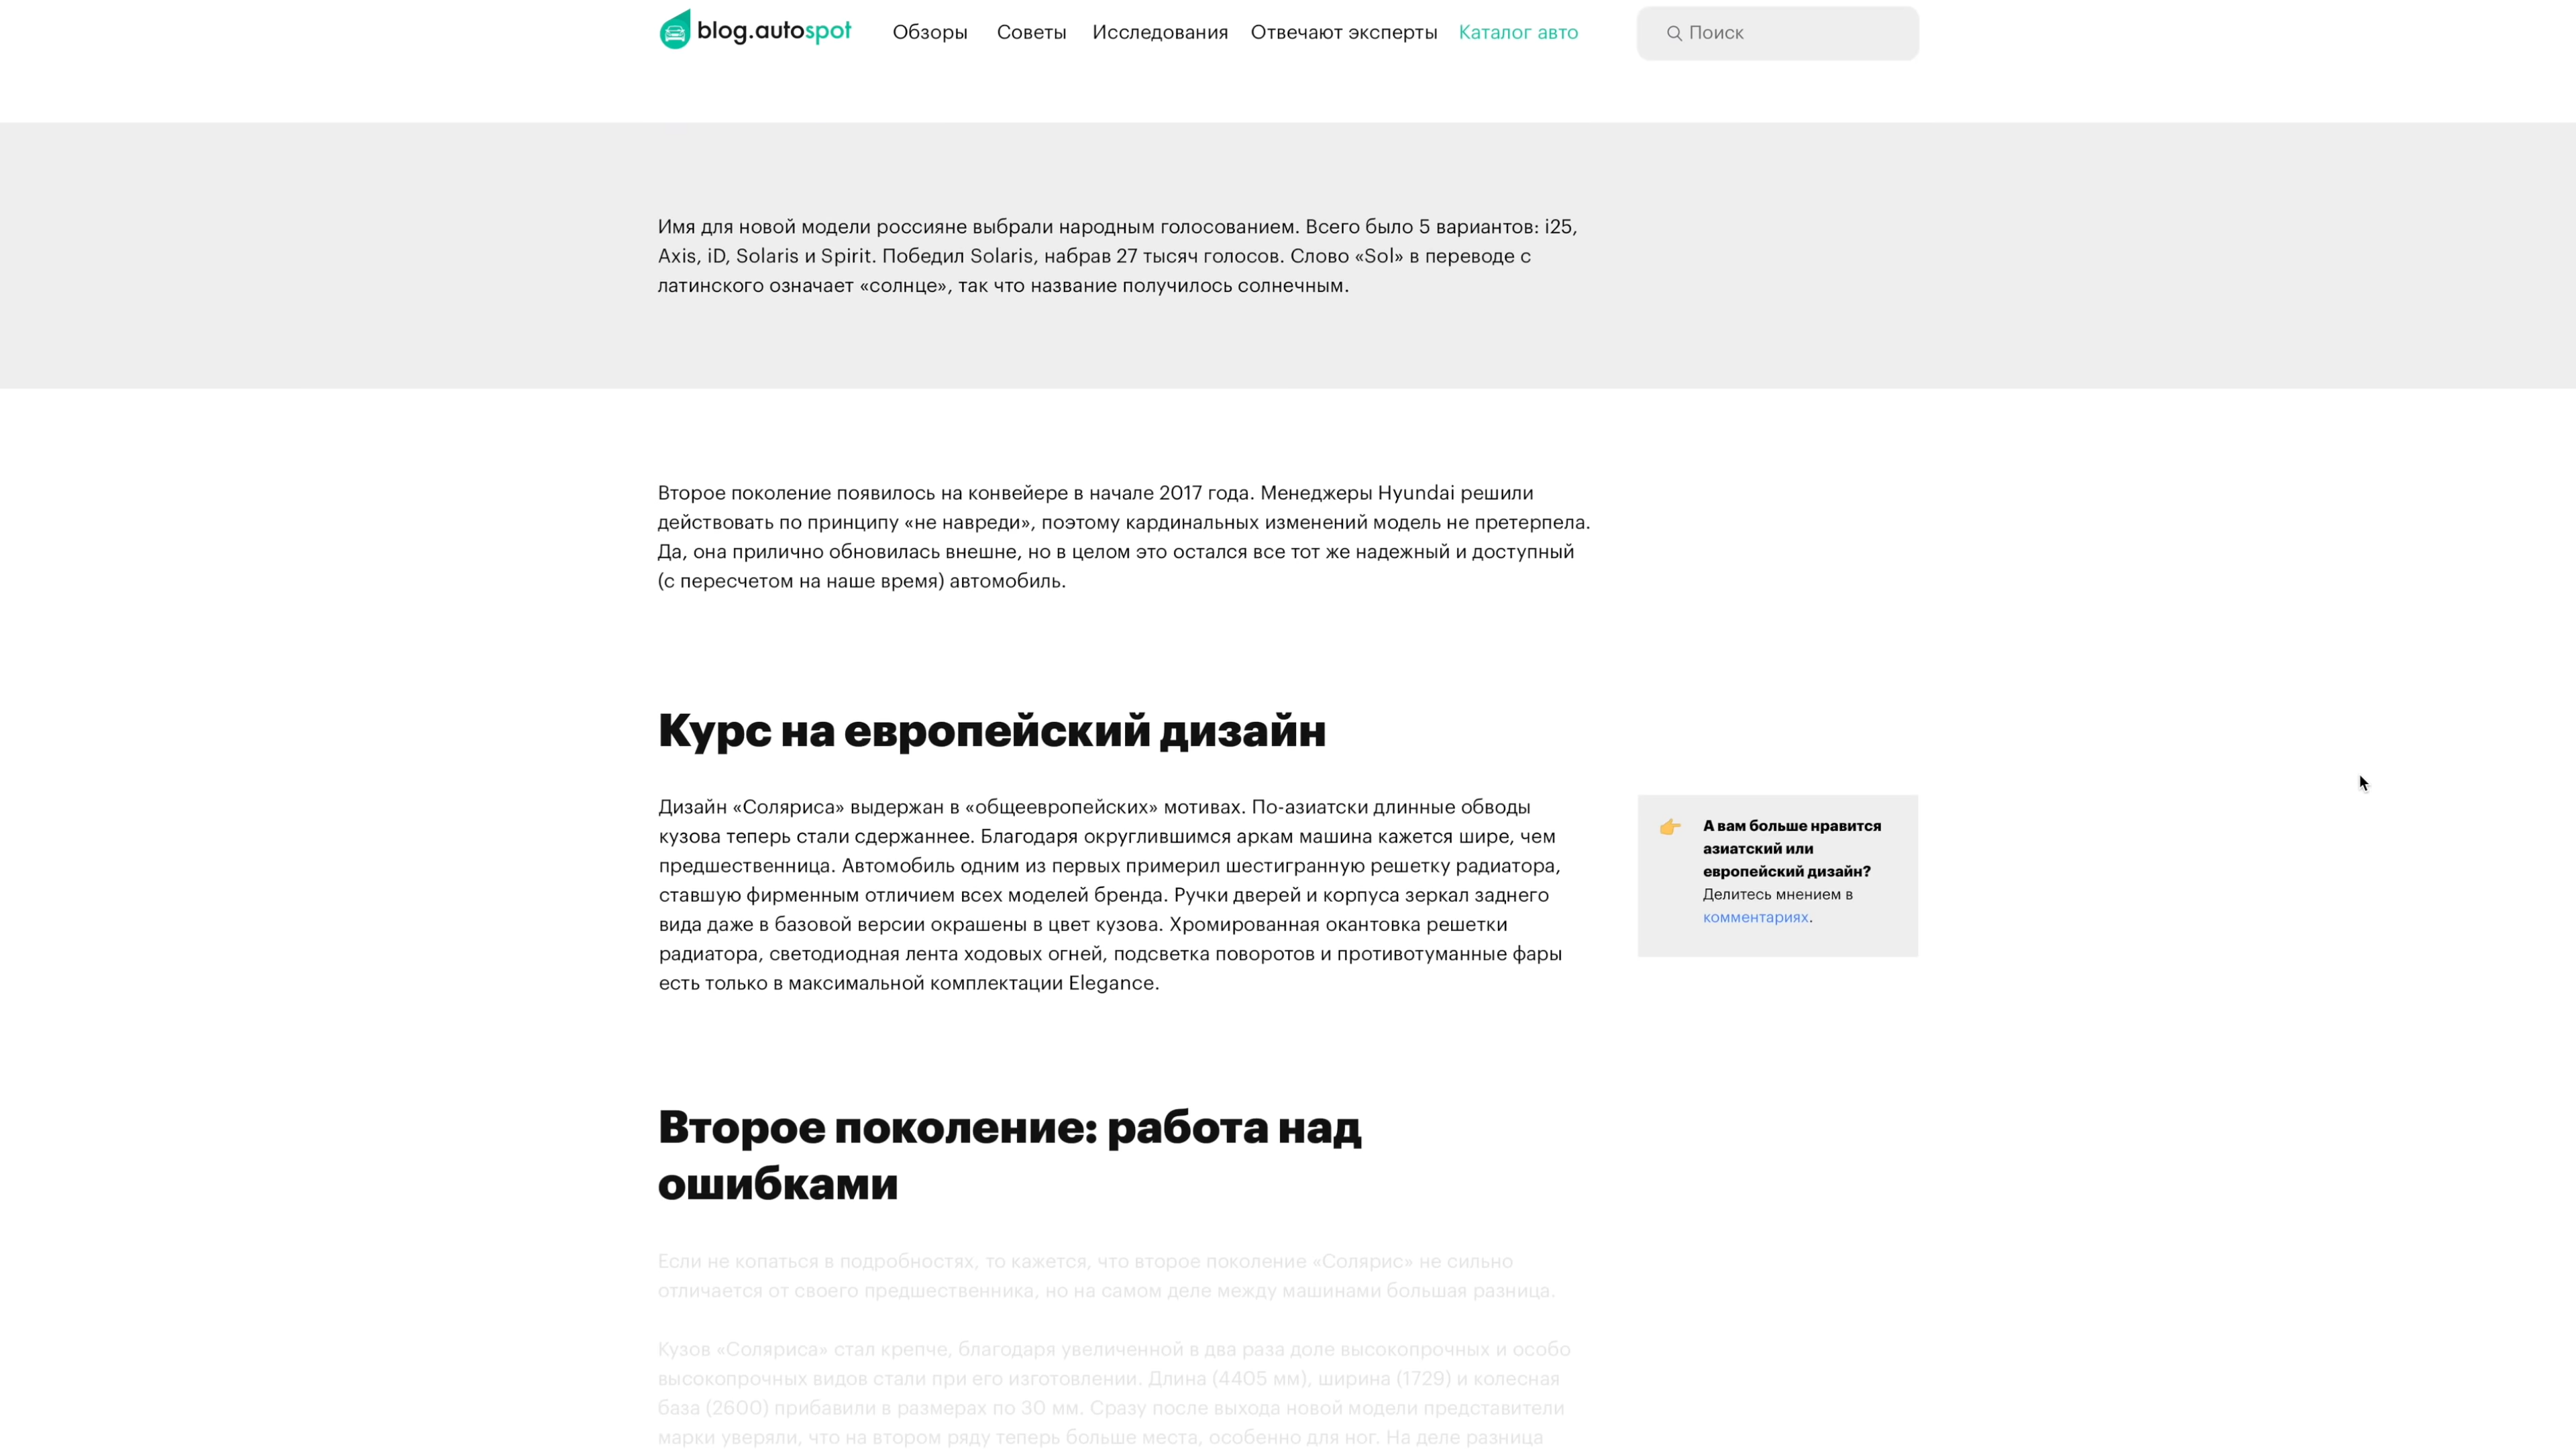 blog.autospot
Обзоры
Советы
Исследования
Отвечают эксперты
Каталог авто
Поиск
Имя для новой модели россияне выбрали народным голосованием. Всего было 5 вариантов: i25,
Axis, iD, Solaris и Spirit. Победил Solaris, набрав 27 тысяч голосов. Слово «Sol» в переводе с
латинского означает «солнце», так что название получилось солнечным.
Второе поколение появилось на конвейере в начале 2017 года. Менеджеры Hyundai решили
действовать по принципу «не навреди», поэтому кардинальных изменений модель не претерпела.
Да, она прилично обновилась внешне, но в целом это остался все тот же надежный и доступный
(с пересчетом на наше время) автомобиль.
Курс на европейский дизайн
Дизайн «Соляриса» выдержан в «общеевропейских» мотивах. По-азиатски длинные обводы
кузова теперь стали сдержаннее. Благодаря округлившимся аркам машина кажется шире, чем
предшественница. Автомобиль одним из первых примерил шестигранную решетку радиатора,
ставшую фирменным отличием всех моделей бренда. Ручки дверей и корпуса зеркал заднего
вида даже в базовой версии окрашены в цвет кузова. Хромированная окантовка решетки
радиатора, светодиодная лента ходовых огней, подсветка поворотов и противотуманные фары
есть только в максимальной комплектации Elegance.
А вам больше нравится
азиатский или
европейский дизайн?
Делитесь мнением в
комментариях.
Второе поколение: работа над
ошибками
Если не копаться в подробностях, то кажется, что второе поколение «Солярис» не сильно
отличается от своего предшественника, но на самом деле между машинами большая разница.
Кузов «Соляриса» стал крепче, благодаря увеличенной в два раза доле высокопрочных и особо
высокопрочных видов стали при его изготовлении. Длина (4405 мм), ширина (1729) и колесная
база (2600) прибавили в размерах по 30 мм. Сразу после выхода новой модели представители
марки уверяли, что на втором ряду теперь больше места, особенно для ног. На деле разница